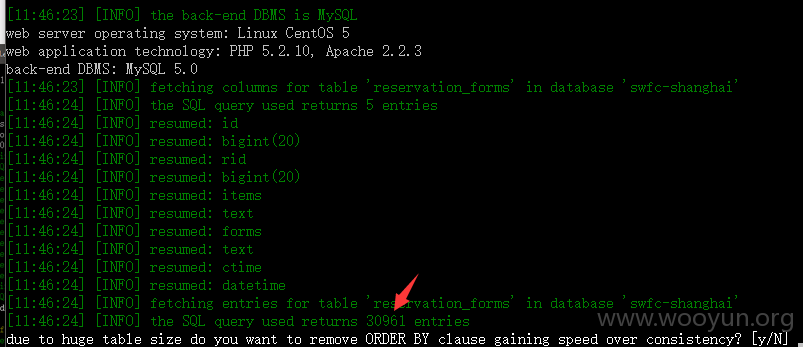 [11:46:23] [INFO] the back-end DBMS is MySQL
web server operating system: Linux CentOS 5
web application technology: PHP 5.2.10, Apache 2.2.3
back-end DBMS: MySQL 5.0
[11:46:23] [INFO] fetching columns for table 'reservation_forms' in database 'swfc-shanghai'
[11:46:24] [INFO] the SQL query used returns 5 entries
[11:46:24] [INFO] resumed: id
[11:46:24] [INFO] resumed: bigint(20)
[11:46:24] [INFO] resumed: rid
[11:46:24] [INFO] resumed: bigint(20)
[11:46:24] [INFO] resumed: items
[11:46:24] [INFO] resumed: text
[11:46:24] [INFO] resumed: forms
[11:46:24] [INFO] resumed: text
[11:46:24] [INFO] resumed: ctime
[11:46:24] [INFO] resumed: datetime
[11:46:24] [INFO] fetching entries for table 'reservation_forms' in database 'swfc-shanghai'
[11:46:24] [INFO] the SQL query used returns 30961 entries
www.wooyun.org
due to huge table size do you want to remove ORDER BY clause gaining speed over consistency? [y/N]